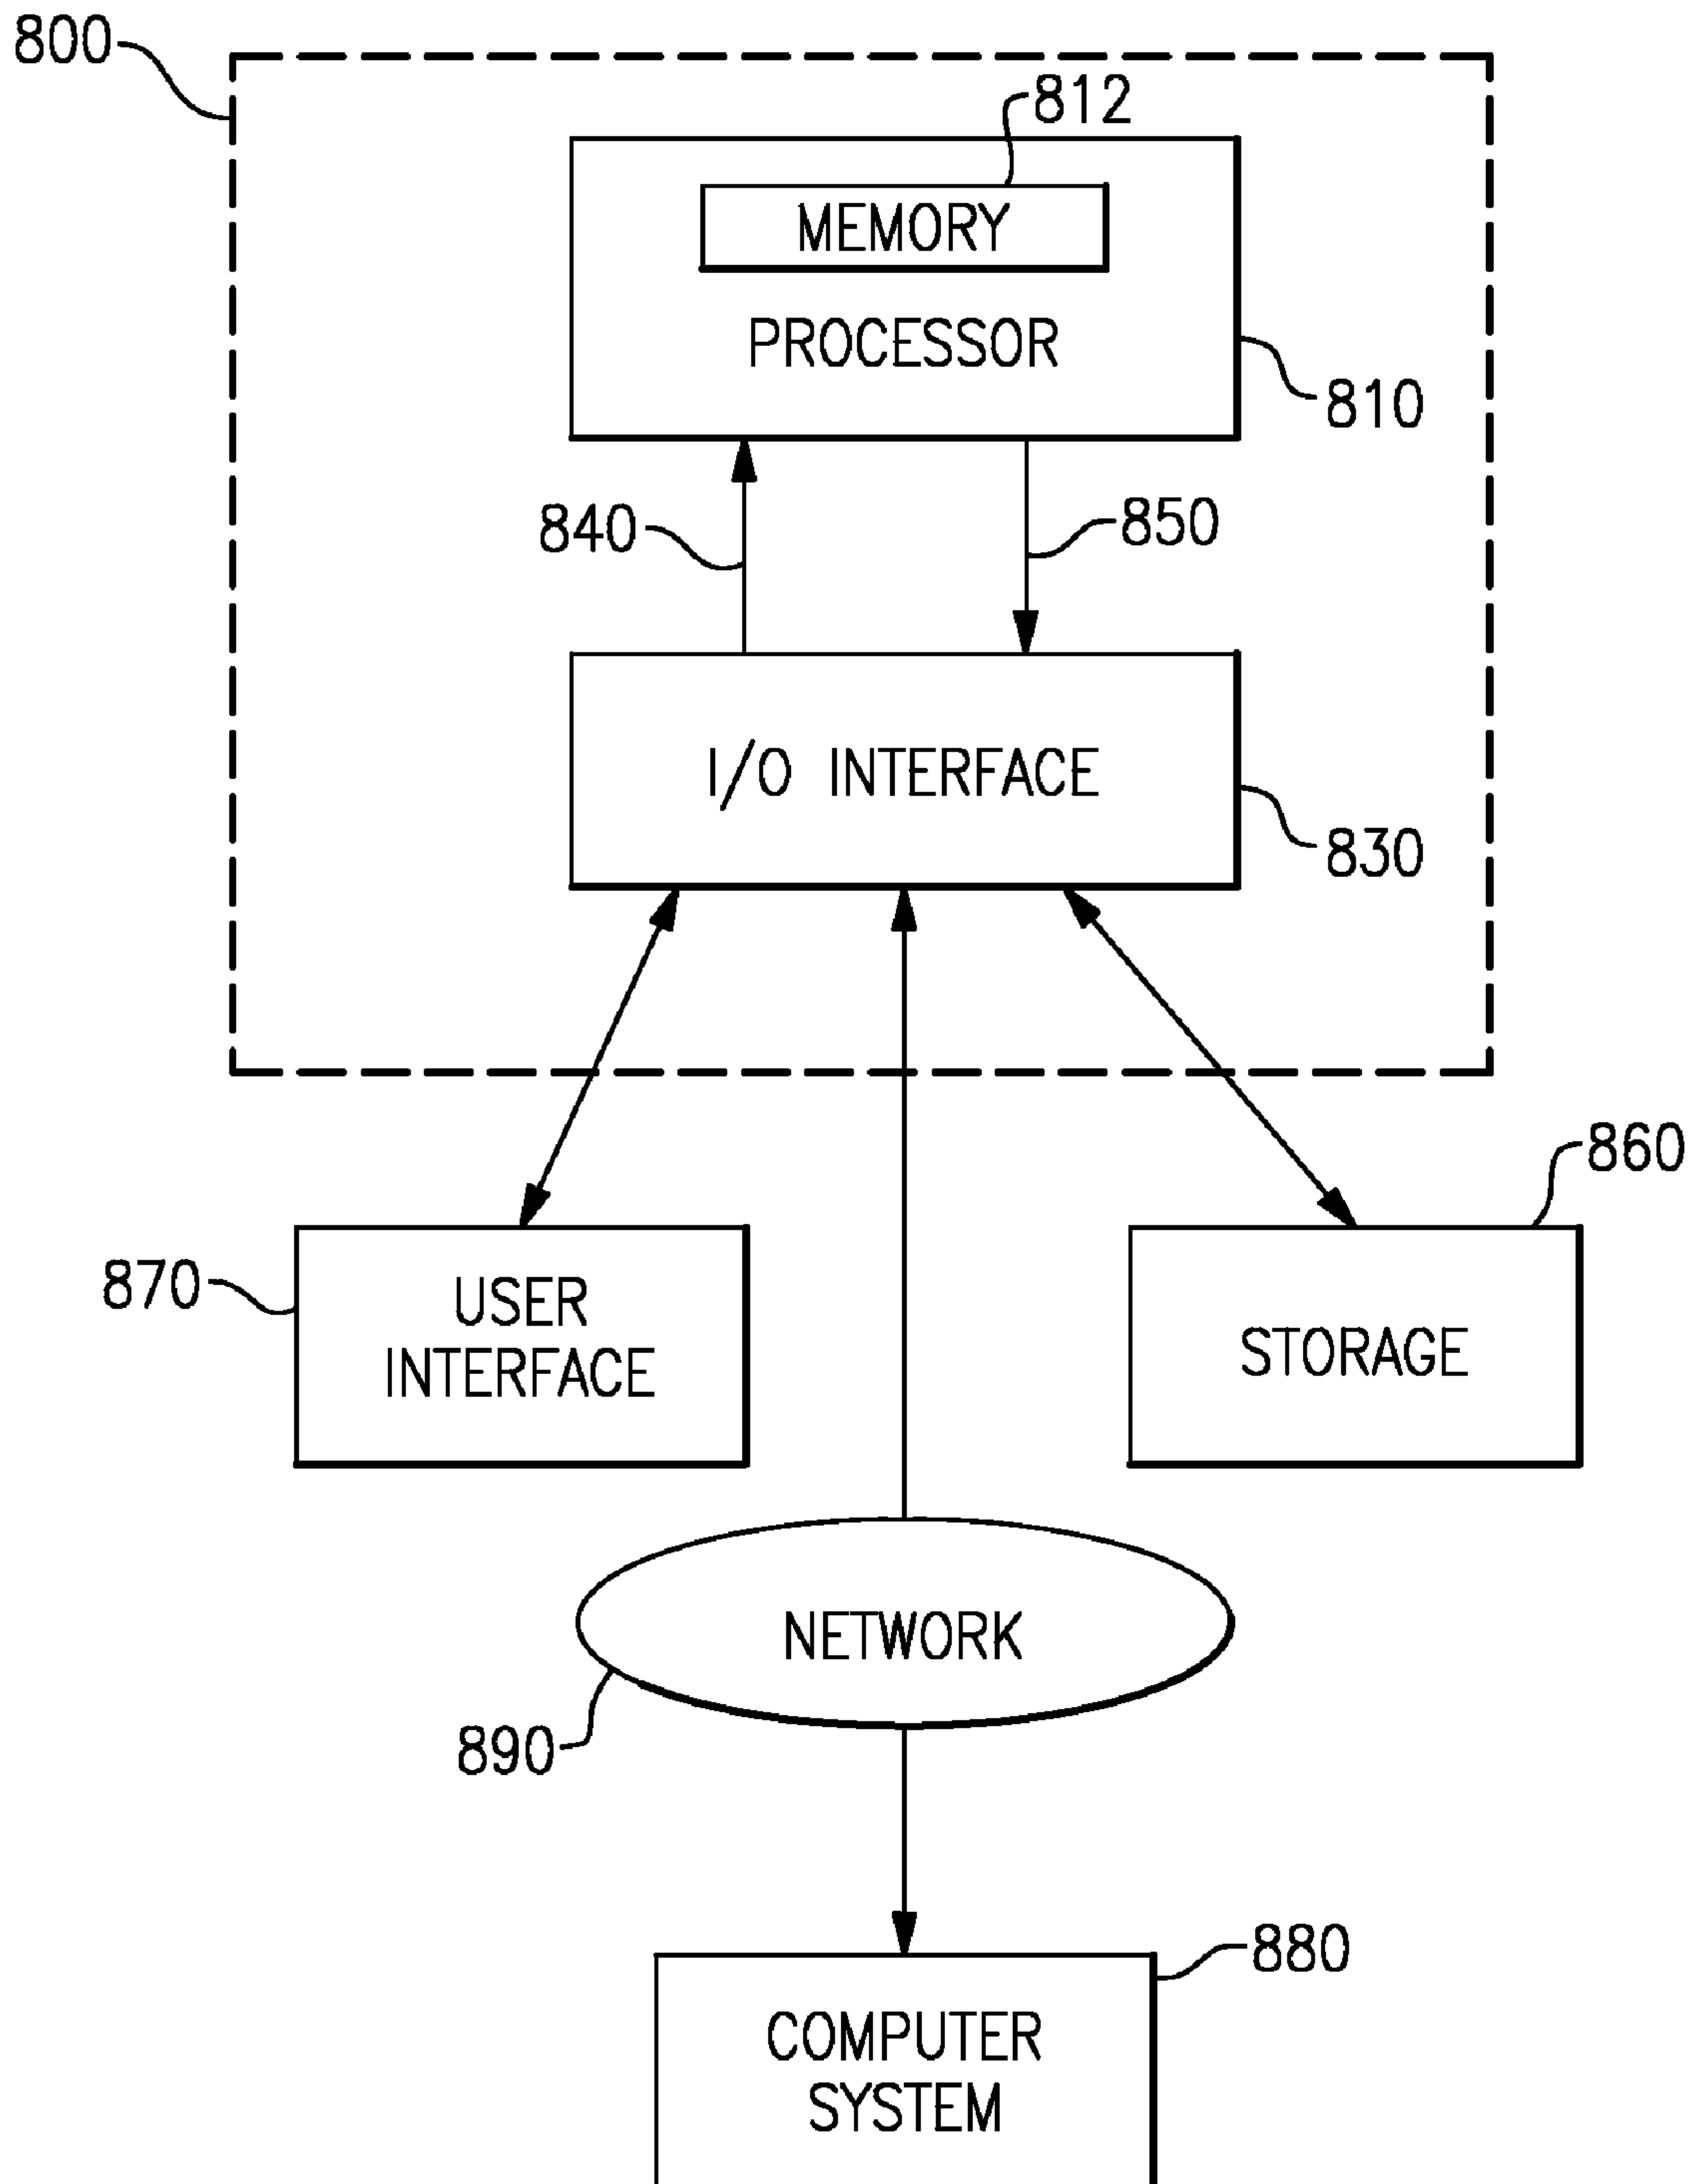 800
812
MEMORY
PROCESSOR
810
840
850
I/O INTERFACE
830
860
870
USER
INTERFACE
STORAGE
NETWORK
890
880
COMPUTER
SYSTEM